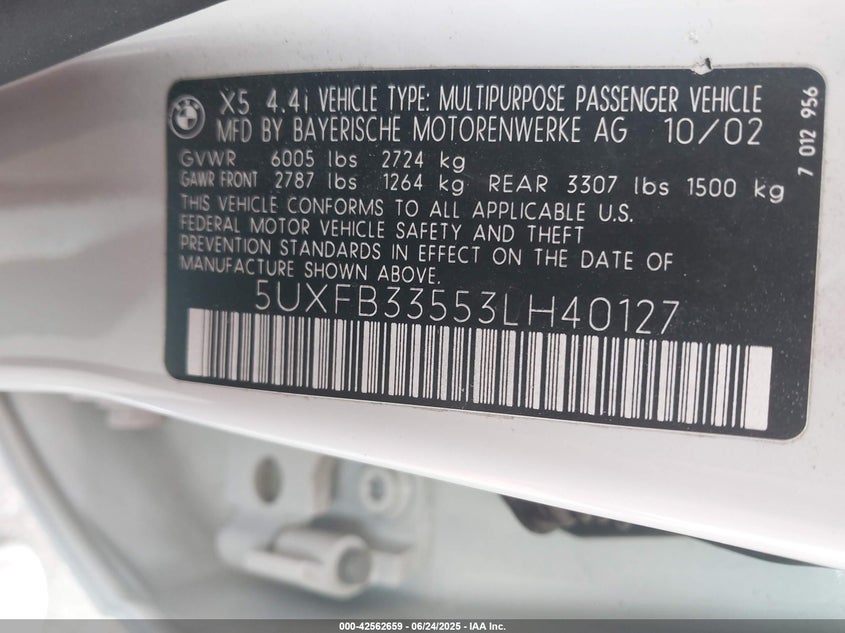 BMW
X5 4.4i VEHICLE TYPE: MULTIPURPOSE PASSENGER VEHICLE
MFD BY BAYERISCHE MOTORENWERKE AG 10/02
GVWR 6005 lbs 2724 kg
GAWR FRONT 2787 lbs 1264 kg REAR 3307 lbs 1500 kg
THIS VEHICLE CONFORMS TO ALL APPLICABLE U.S.
FEDERAL MOTOR VEHICLE SAFETY AND THEFT
PREVENTION STANDARDS IN EFFECT ON THE DATE OF
MANUFACTURE SHOWN ABOVE.
5UXFB33553LH40127
7 012 956
000-42562659 - 06/24/2025 - IAA Inc.